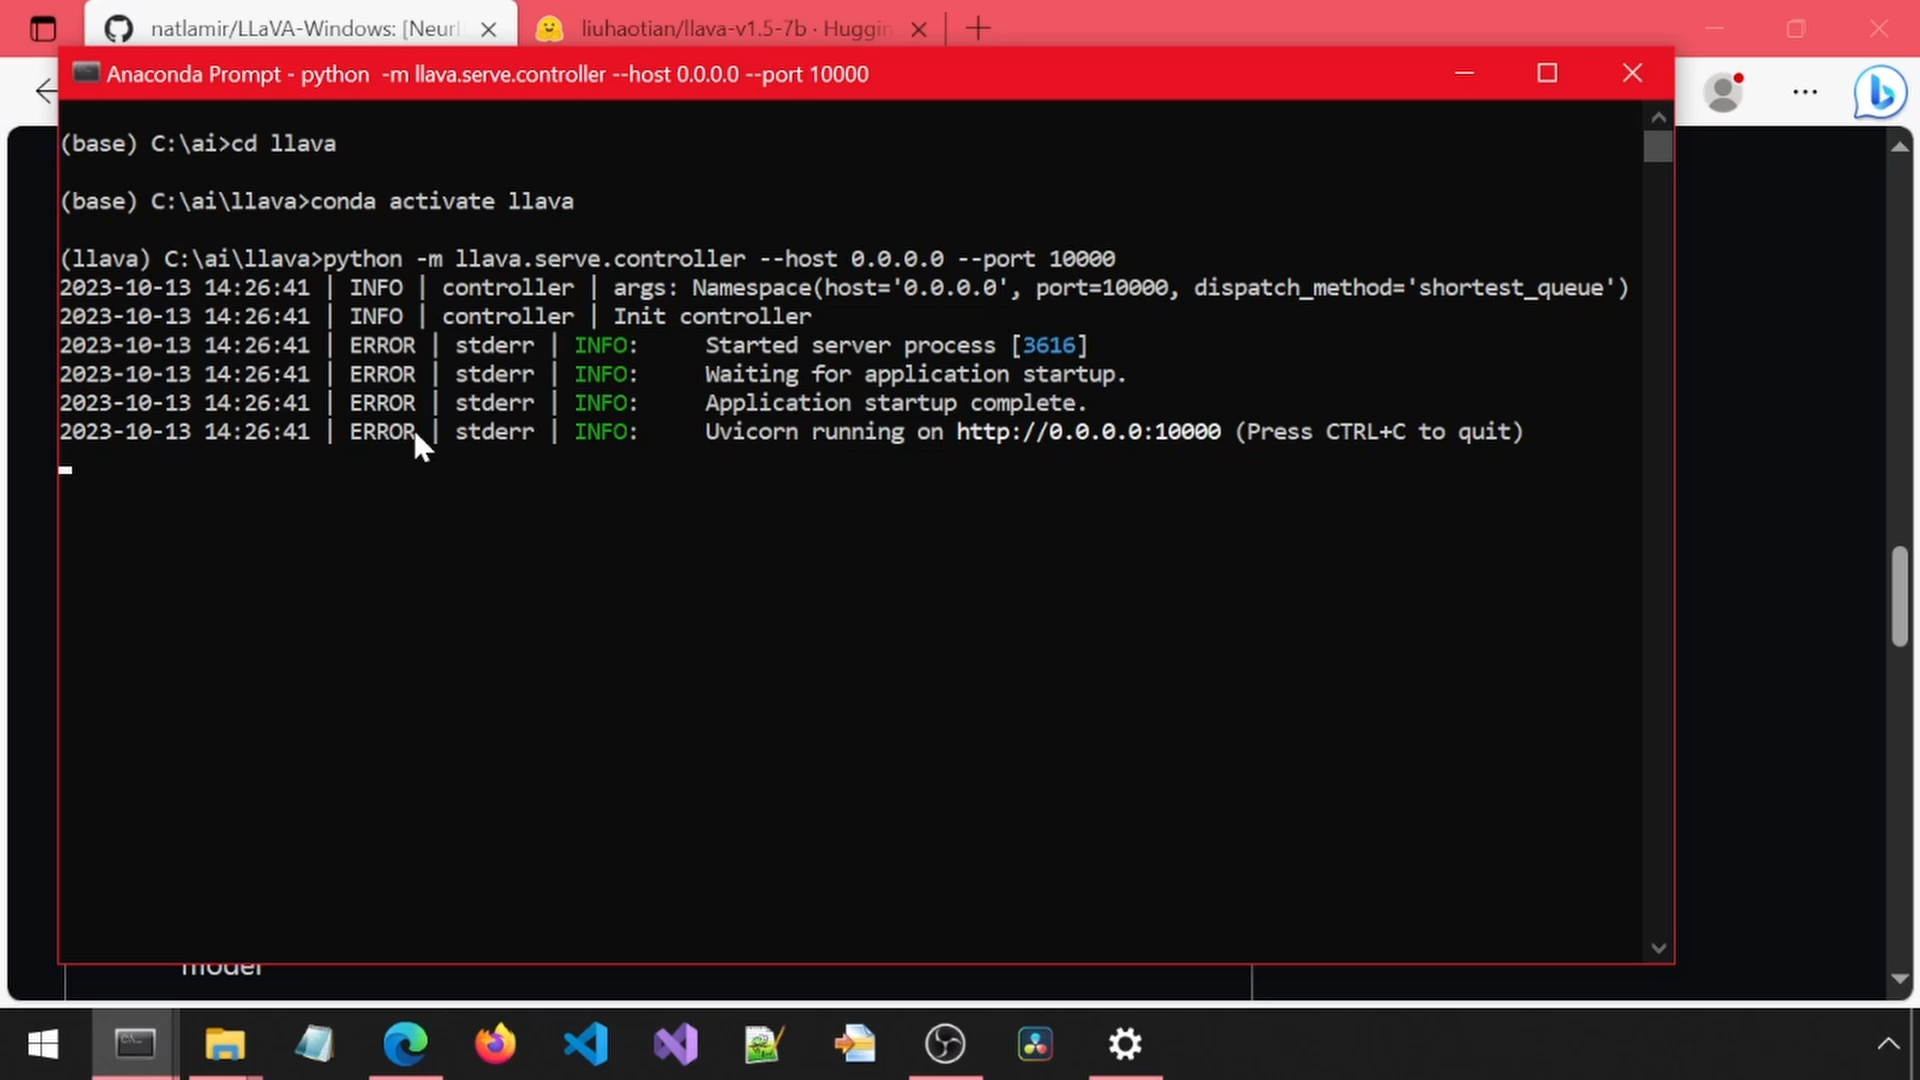 natlamir/LLaVA-Windows: [Neurl
liuhaotian/llava-v1.5-7b · Huggin
Anaconda Prompt - python  -m llava.serve.controller --host 0.0.0.0 --port 10000
(base) C:\ai>cd llava
(base) C:\ai\llava>conda activate llava
(llava) C:\ai\llava>python -m llava.serve.controller --host 0.0.0.0 --port 10000
2023-10-13 14:26:41 | INFO | controller | args: Namespace(host='0.0.0.0', port=10000, dispatch_method='shortest_queue')
2023-10-13 14:26:41 | INFO | controller | Init controller
2023-10-13 14:26:41 | ERROR | stderr | INFO:     Started server process [3616]
2023-10-13 14:26:41 | ERROR | stderr | INFO:     Waiting for application startup.
2023-10-13 14:26:41 | ERROR | stderr | INFO:     Application startup complete.
2023-10-13 14:26:41 | ERROR | stderr | INFO:     Uvicorn running on http://0.0.0.0:10000 (Press CTRL+C to quit)
model